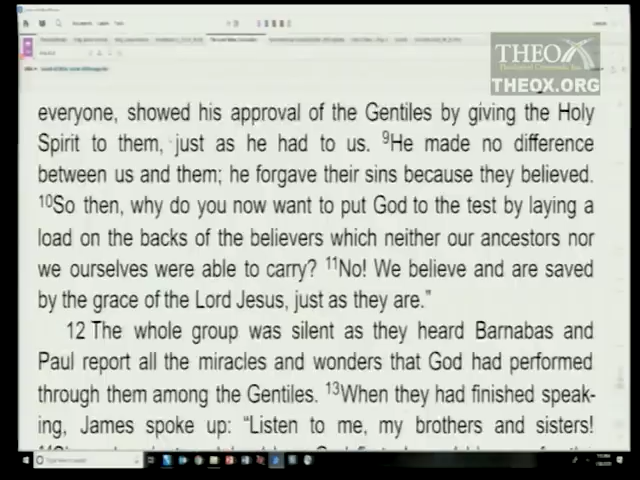 THEOX
THEOX.ORG
everyone, showed his approval of the Gentiles by giving the Holy
Spirit to them, just as he had to us. ⁹He made no difference
between us and them; he forgave their sins because they believed.
¹⁰So then, why do you now want to put God to the test by laying a
load on the backs of the believers which neither our ancestors nor
we ourselves were able to carry? ¹¹No! We believe and are saved
by the grace of the Lord Jesus, just as they are."
12 The whole group was silent as they heard Barnabas and
Paul report all the miracles and wonders that God had performed
through them among the Gentiles. ¹³When they had finished speak-
ing, James spoke up: "Listen to me, my brothers and sisters!